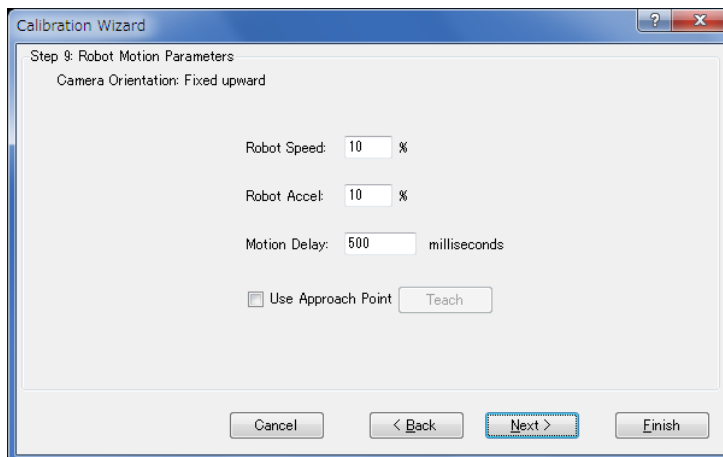 Calibration Wizard
Step 9: Robot Motion Parameters
Camera Orientation: Fixed upward
Robot Speed: 10 %
Robot Accel: 10 %
Motion Delay: 500 milliseconds
Use Approach Point Teach
Cancel < Back Next > Finish